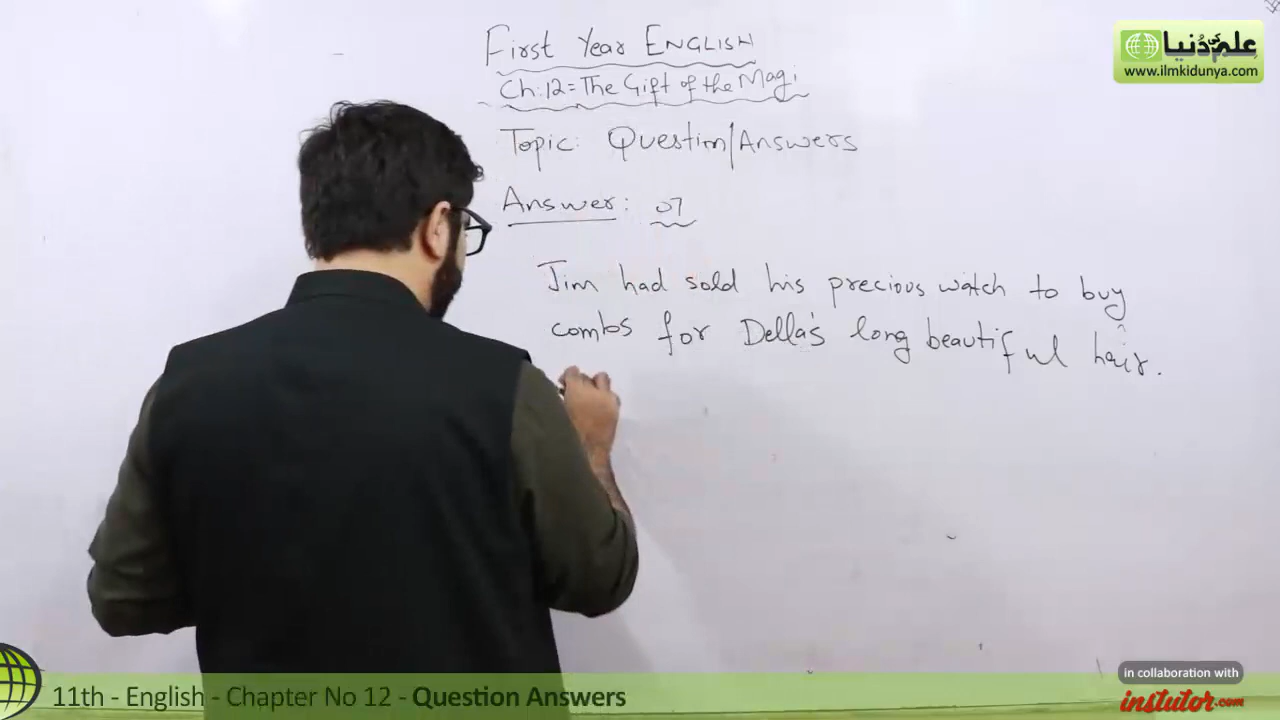 First Year ENGLISH
Ch:12=The Gift of the Magi
Topic: Question/Answers
Answer: 07
Jim had sold his precious watch to buy
combs for Della's long beautiful hair.
علم کی دنیا
www.ilmkidunya.com
11th - English - Chapter No 12 - Question Answers
in collaboration with
instutor.com